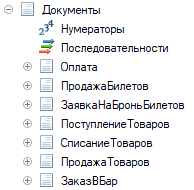 Документы
Нумераторы
Последовательности
Оплата
ПродажаБилетов
ЗаявкаНаБроньБилетов
ПоступлениеТоваров
СписаниеТоваров
ПродажаТоваров
ЗаказВБар